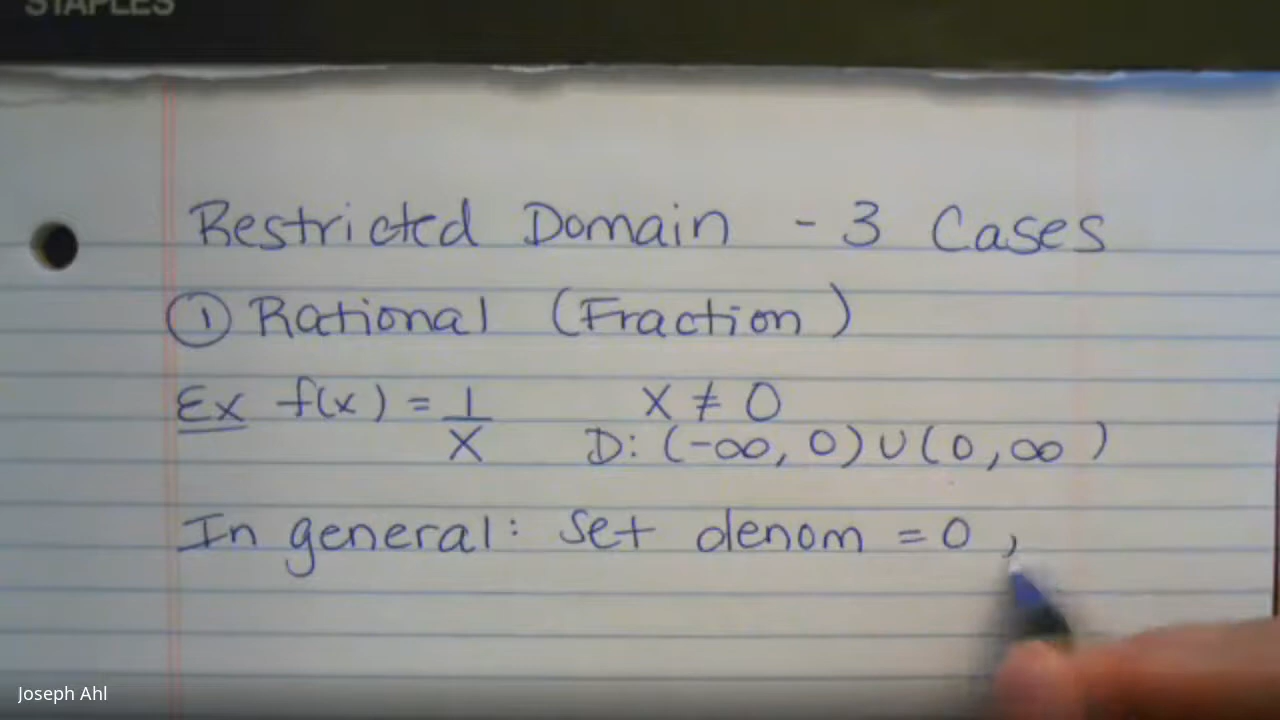 STAPLES
Restricted Domain - 3 Cases
① Rational (Fraction)
Ex f(x) = 1/x x ≠ 0
D: (-∞, 0) ∪ (0, ∞)
In general: Set denom = 0,
Joseph Ahl